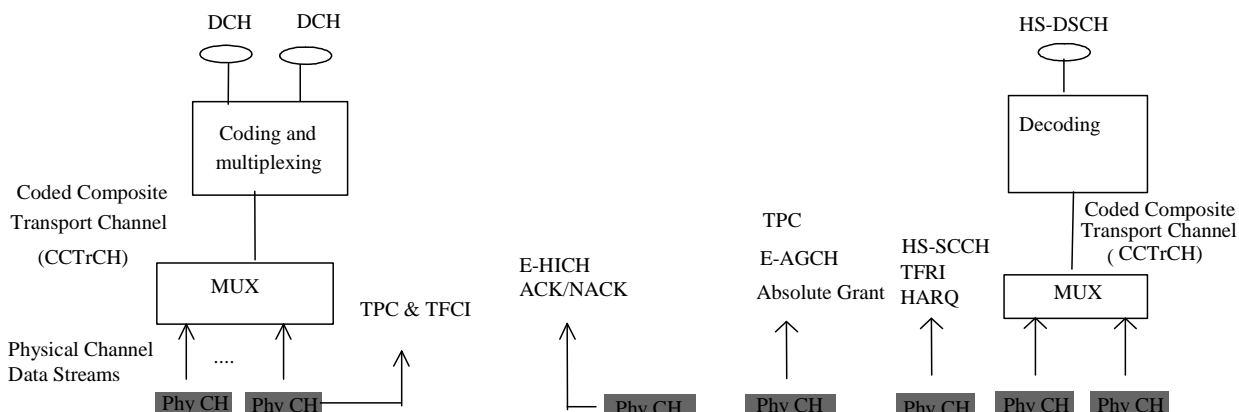 DCH
DCH
Coding and
multiplexing
Coded Composite
Transport Channel
(CCTrCH)
MUX
TPC & TFCI
Physical Channel
Data Streams
....
Phy CH
Phy CH
E-HICH
ACK/NACK
Phy CH
TPC
E-AGCH
Absolute Grant
Phy CH
HS-SCCH
TFRI
HARQ
Phy CH
HS-DSCH
Decoding
Coded Composite
Transport Channel
( CCTrCH)
MUX
Phy CH
Phy CH